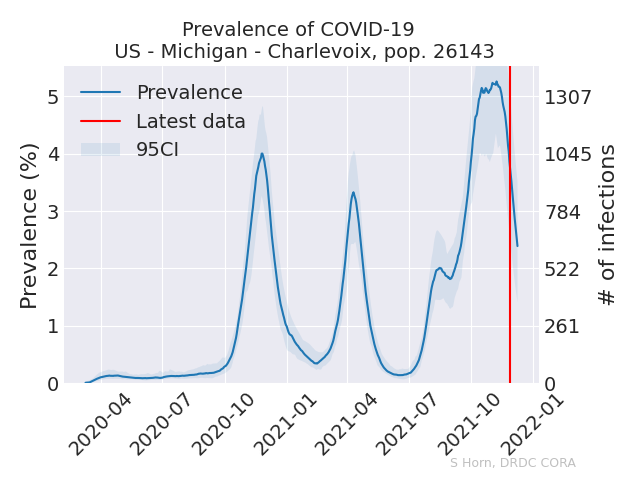 Prevalence of COVID-19
US - Michigan - Charlevoix, pop. 26143
Prevalence
Latest data
95CI
Prevalence (%)
5
4
3
2
1
0
1307
1045
784
522
261
0
# of infections
2020-04
2020-07
2020-10
2021-01
2021-04
2021-07
2021-10
2022-01
S Horn, DRDC CORA